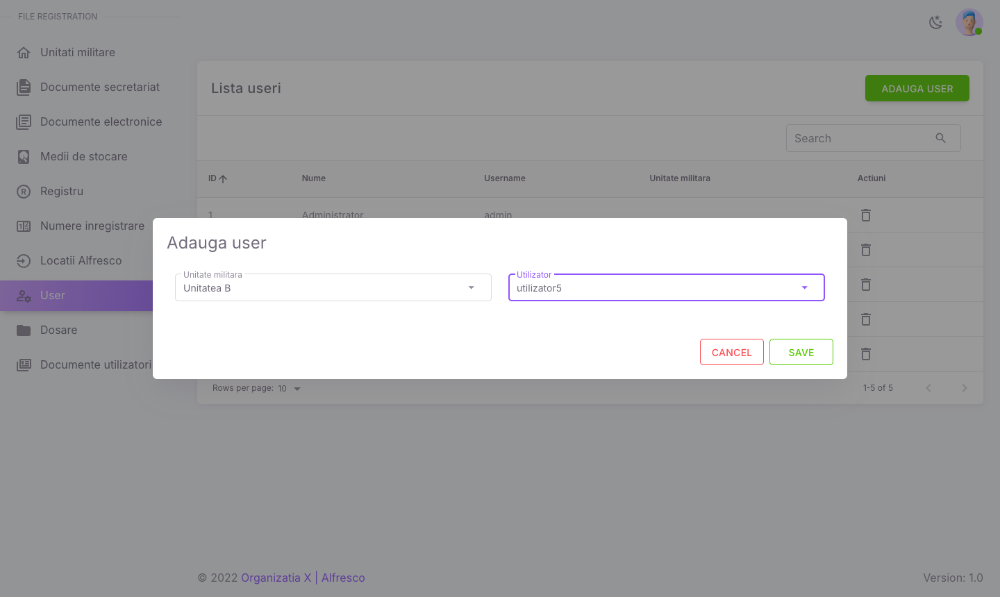 FILE REGISTRATION
Unitati militare
Documente secretariat
Documente electronice
Medii de stocare
Registru
Numere inregistrare
Locatii Alfresco
User
Dosare
Documente utilizatori
Lista useri
ADAUGA USER
Search
ID Nume Username Unitate militara Actiuni
1 Administrator admin
Adauga user
Unitate militara
Unitatea B
Utilizator
utilizator5
CANCEL SAVE
Rows per page: 10 1-5 of 5
© 2022 Organizatia X | Alfresco
Version: 1.0